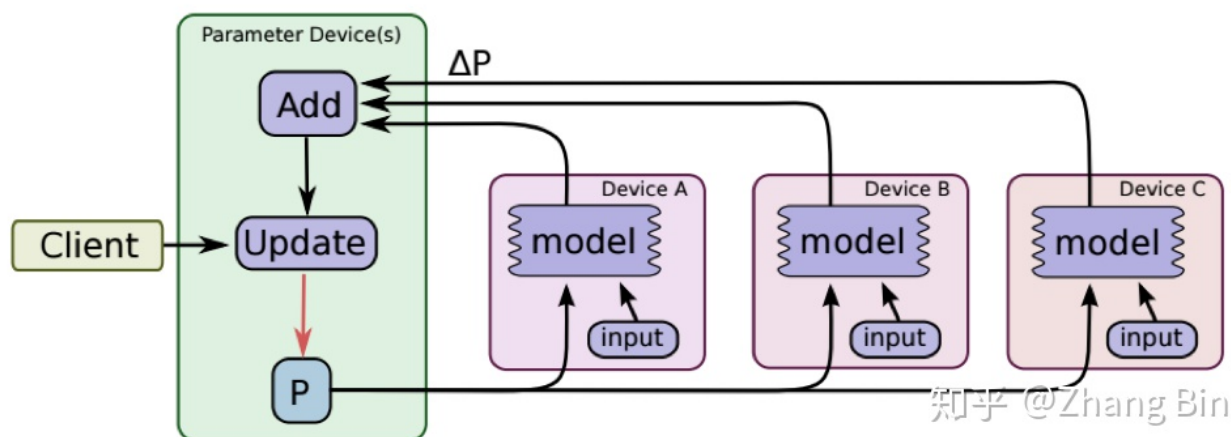 Parameter Device(s)
ΔP
Add
Device A
Device B
Device C
Client
Update
model
model
model
input
input
input
P
知乎 @Zhang Bin